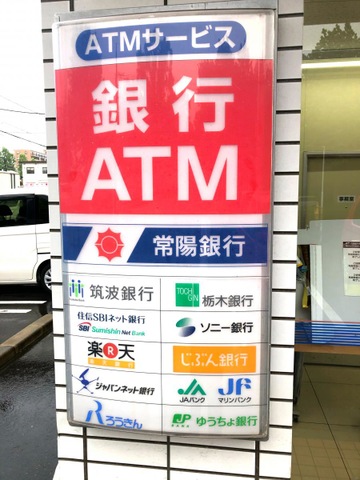 ATMサービス
銀行
ATM
常陽銀行
筑波銀行
TOCHIGIN 栃木銀行
住信SBIネット銀行
SBI Sumishin Net Bank
ソニー銀行
楽R天
じぶん銀行
ジャパンネット銀行
JA JF
JAバンク マリンバンク
R ろうきん
JP ゆうちょ銀行